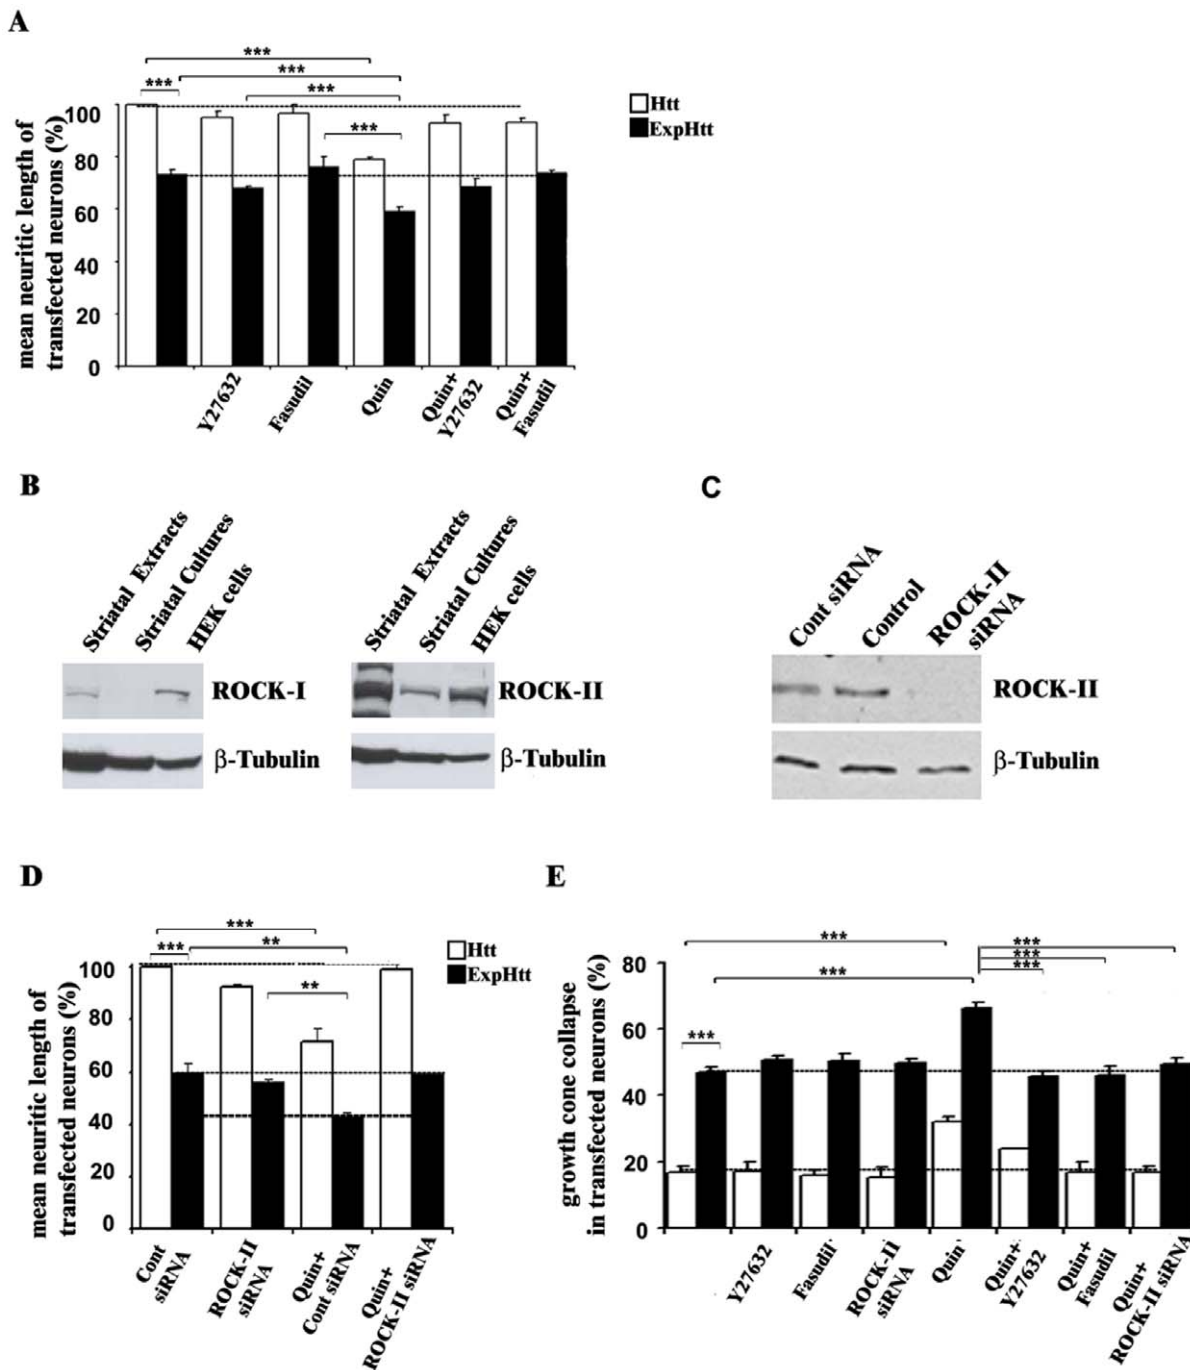 A
***
***
***
***
***
mean neuritic length of
transfected neurons (%)
100
80
60
40
20
0
Htt
ExpHtt
Y27632
Fasudil
Quin
Quin+
Y27632
Quin+
Fasudil
B
Striatal Extracts
Striatal Cultures
HEK cells
ROCK-I
β-Tubulin
Striatal Extracts
Striatal Cultures
HEK cells
ROCK-II
β-Tubulin
C
Cont siRNA
Control
ROCK-II
siRNA
ROCK-II
β-Tubulin
D
***
***
**
**
mean neuritic length of
transfected neurons (%)
100
80
60
40
20
0
Htt
ExpHtt
Cont
siRNA
ROCK-II
siRNA
Quin+
Cont siRNA
Quin+
ROCK-II siRNA
E
***
***
***
***
***
***
growth cone collapse
in transfected neurons (%)
80
60
40
20
0
Y27632
Fasudil
ROCK-II
siRNA
Quin
Quin+
Y27632
Quin+
Fasudil
Quin+
ROCK-II siRNA